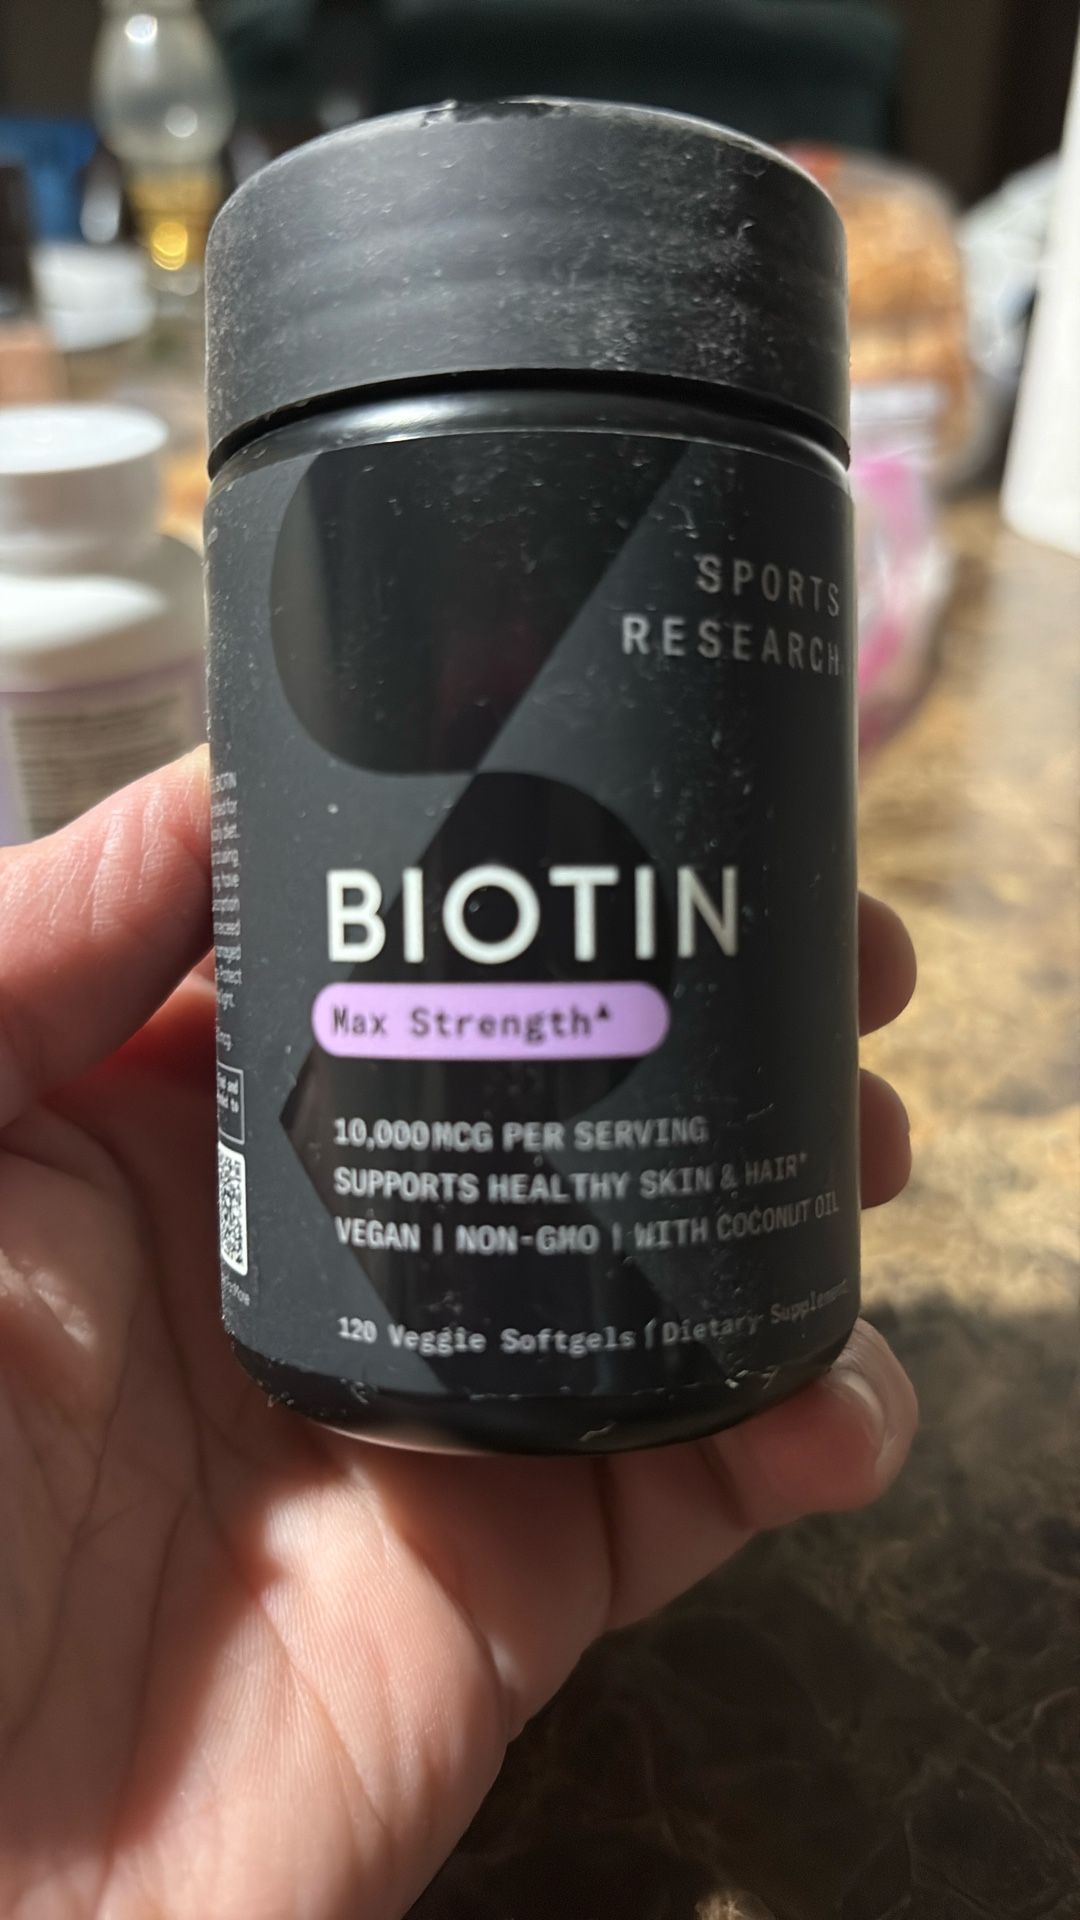 SPORTS
RESEARCH
BIOTIN
Max Strength▲
10,000MCG PER SERVING
SUPPORTS HEALTHY SKIN & HAIR*
VEGAN | NON-GMO | WITH COCONUT OIL
120 Veggie Softgels | Dietary Supplement
BIOTIN